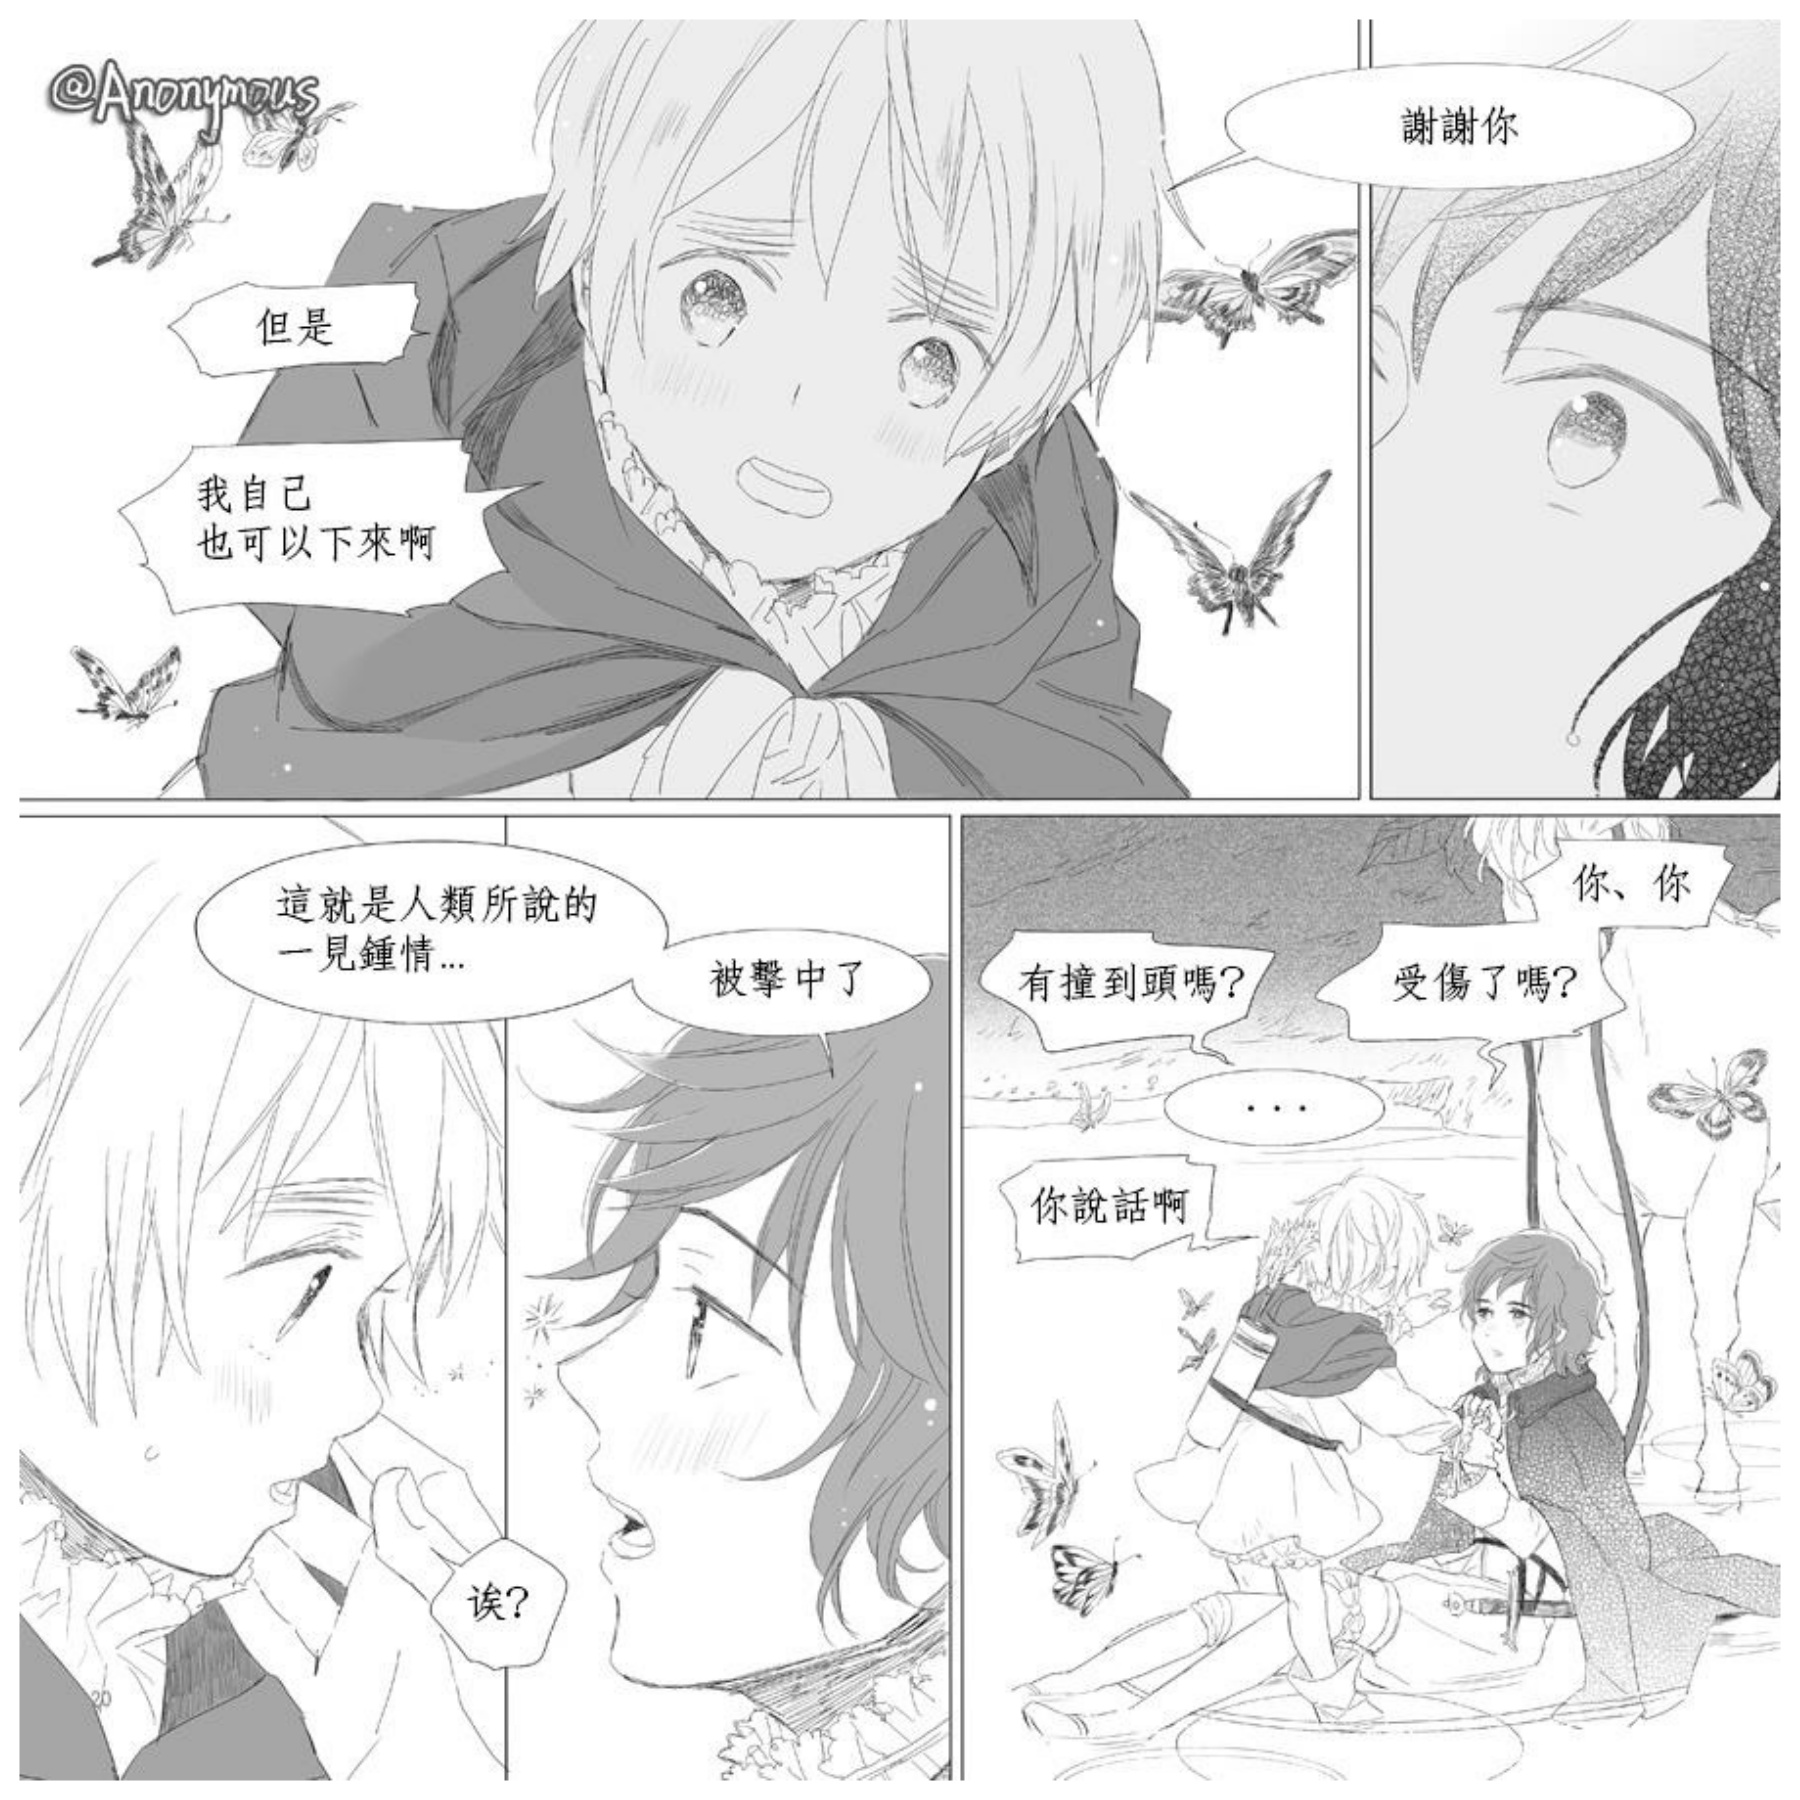 @Anonymous
謝謝你
但是
我自己
也可以下來啊
你、你
受傷了嗎?
有撞到頭嗎?
...
你說話啊
這就是人類所說的
一見鍾情...
被擊中了
诶?
20